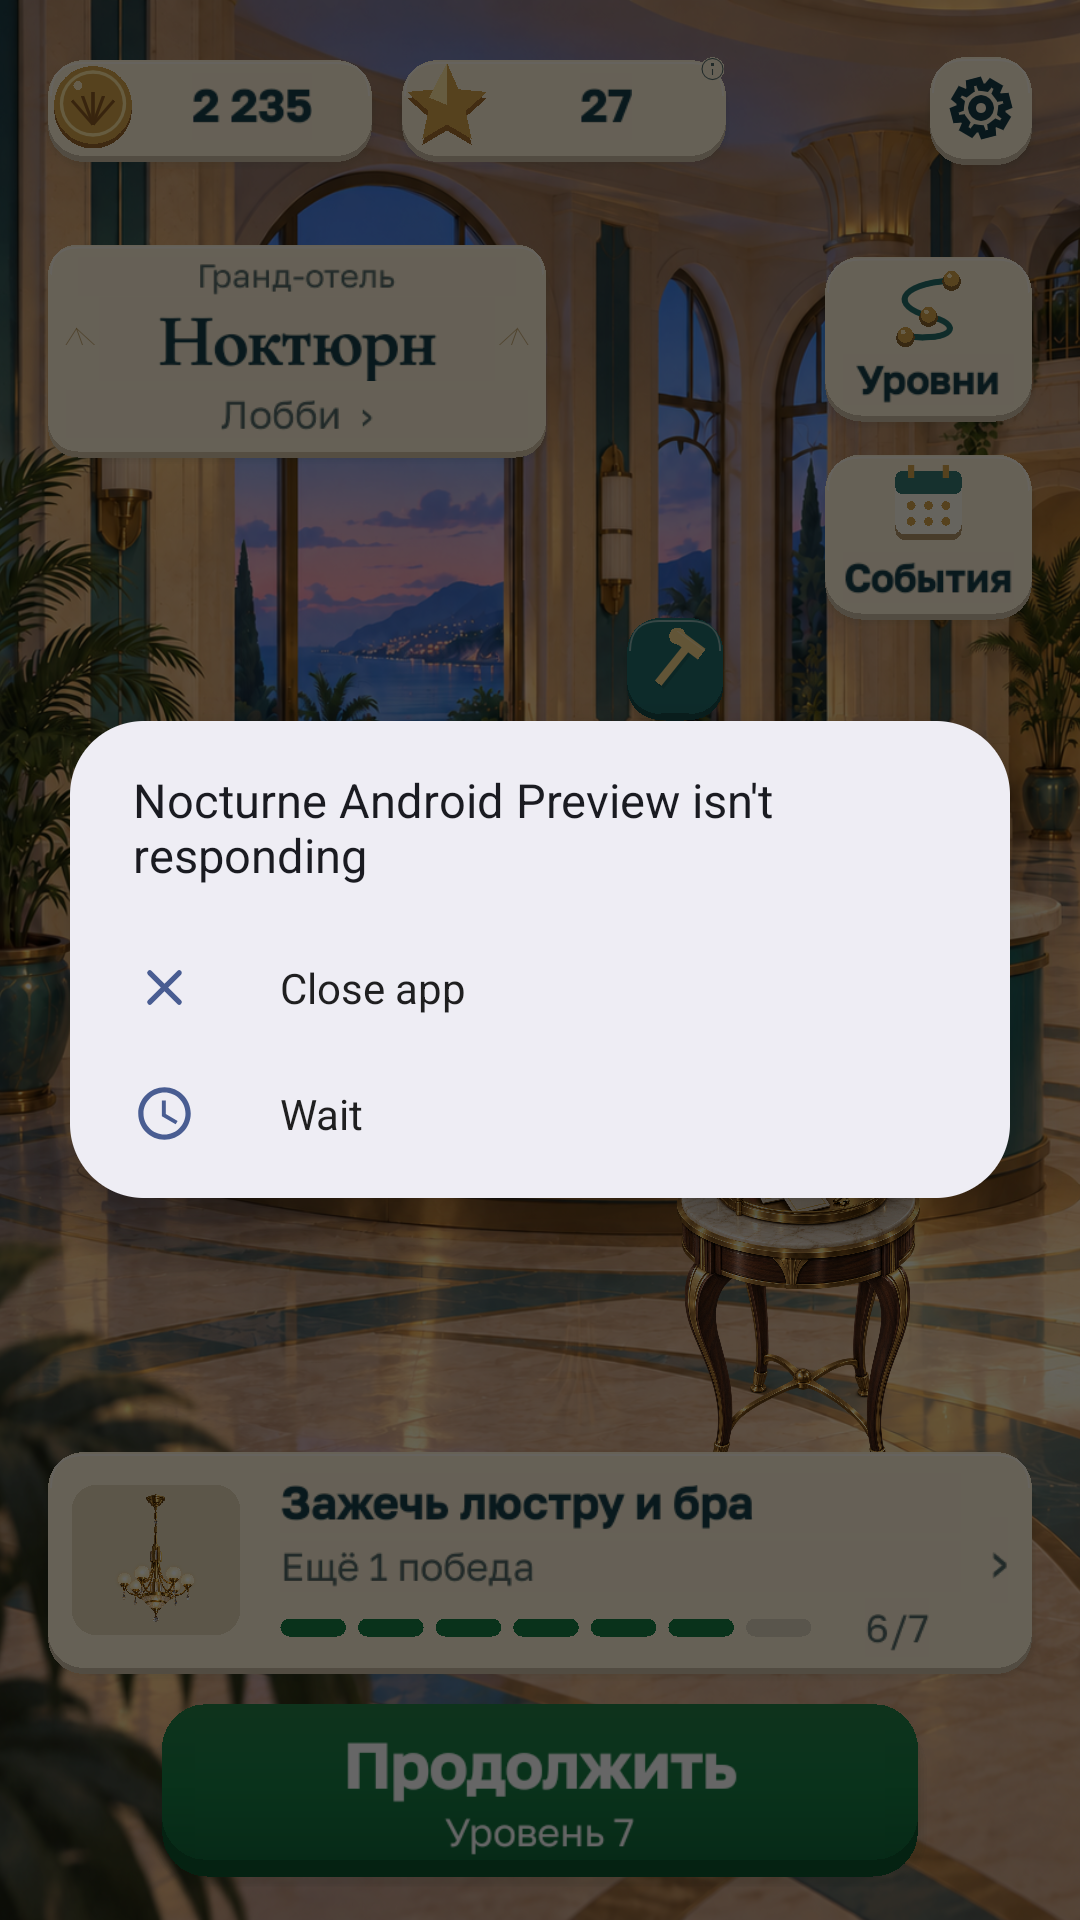 2 235
27
Гранд-отель
Ноктюрн
Лобби ›
Уровни
События
Nocturne Android Preview isn't
responding
Close app
Wait
Зажечь люстру и бра
Ещё 1 победа
6/7
Продолжить
Уровень 7